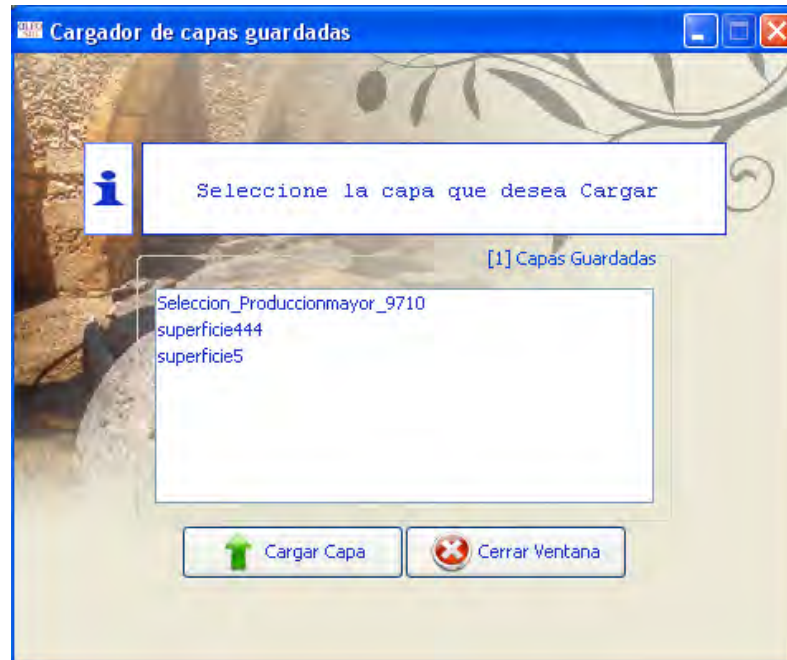 Cargador de capas guardadas
i
Seleccione la capa que desea Cargar
[1] Capas Guardadas
Seleccion_Produccionmayor_9710
superficie444
superficie5
Cargar Capa
Cerrar Ventana